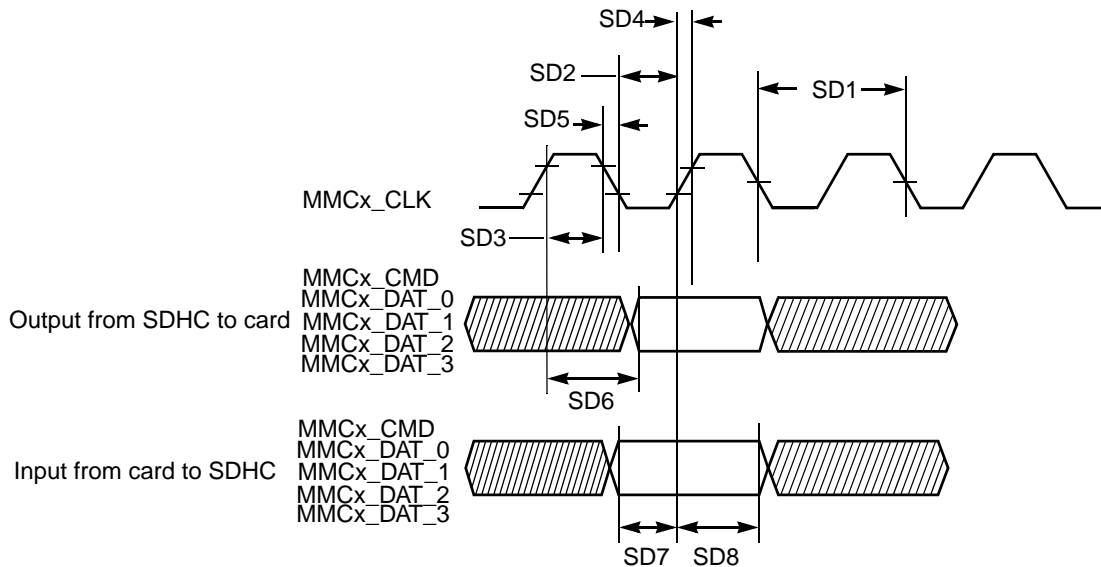 SD4
SD2
SD1
SD5
MMCx_CLK
SD3
MMCx_CMD
MMCx_DAT_0
Output from SDHC to card MMCx_DAT_1
MMCx_DAT_2
MMCx_DAT_3
SD6
MMCx_CMD
MMCx_DAT_0
Input from card to SDHC MMCx_DAT_1
MMCx_DAT_2
MMCx_DAT_3
SD7 SD8